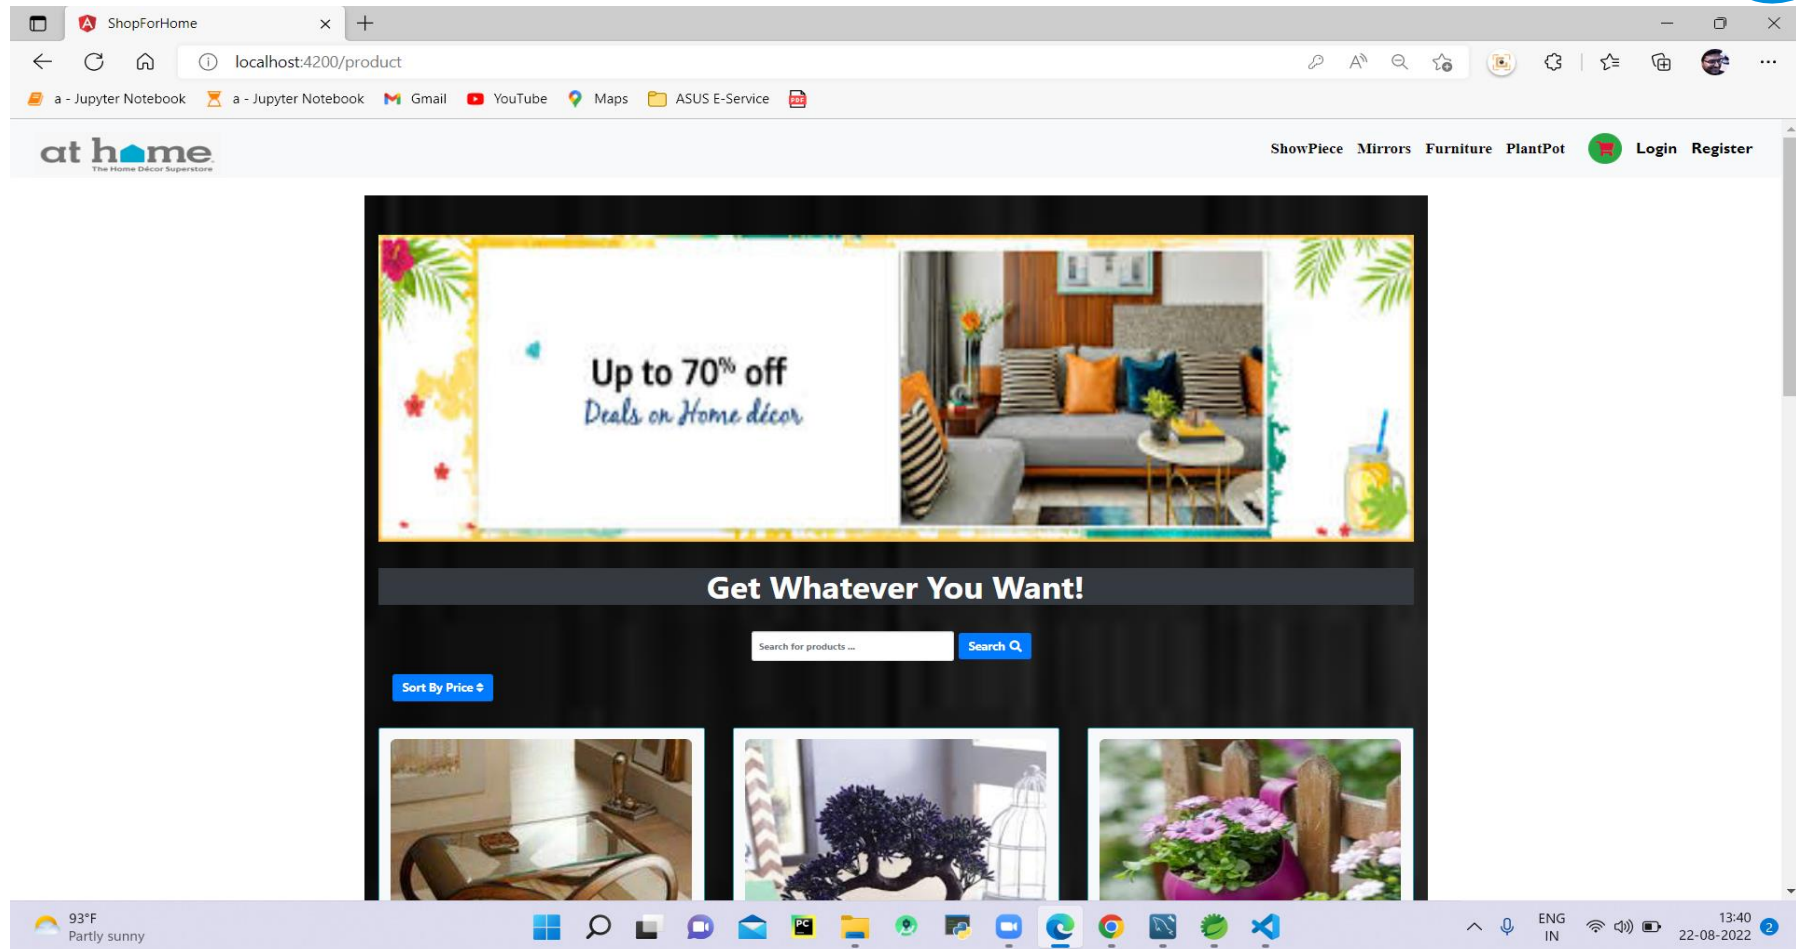 ShopForHome
localhost:4200/product
a - Jupyter Notebook
a - Jupyter Notebook
Gmail
YouTube
Maps
ASUS E-Service
PDF
at home
The Home Décor Superstore
ShowPiece
Mirrors
Furniture
PlantPot
Login
Register
Up to 70% off
Deals on Home décor
Get Whatever You Want!
Search for products ...
Search
Sort By Price
93°F
Partly sunny
PC
ENG
IN
13:40
22-08-2022
2